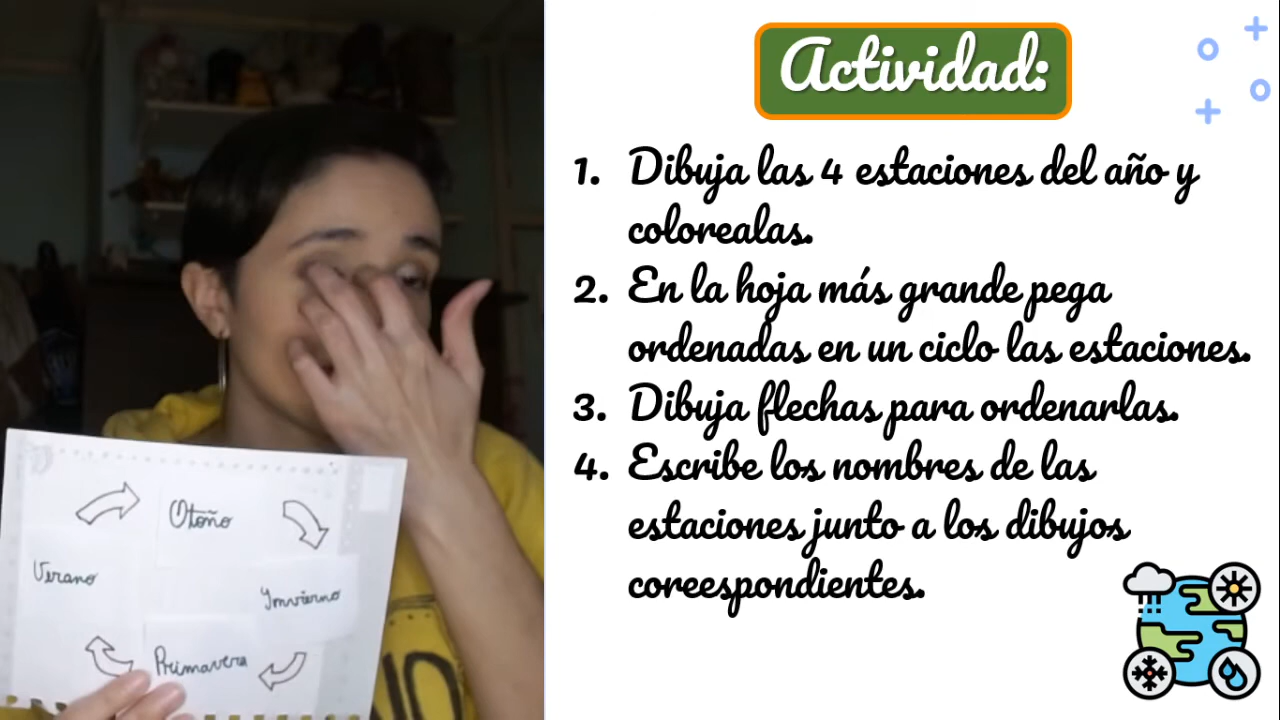 Actividad:
1. Dibuja las 4 estaciones del año y
colorealas.
2. En la hoja más grande pega
ordenadas en un ciclo las estaciones.
3. Dibuja flechas para ordenarlas.
4. Escribe los nombres de las
estaciones junto a los dibujos
coreespondientes.
Otoño
Verano
Invierno
Primavera